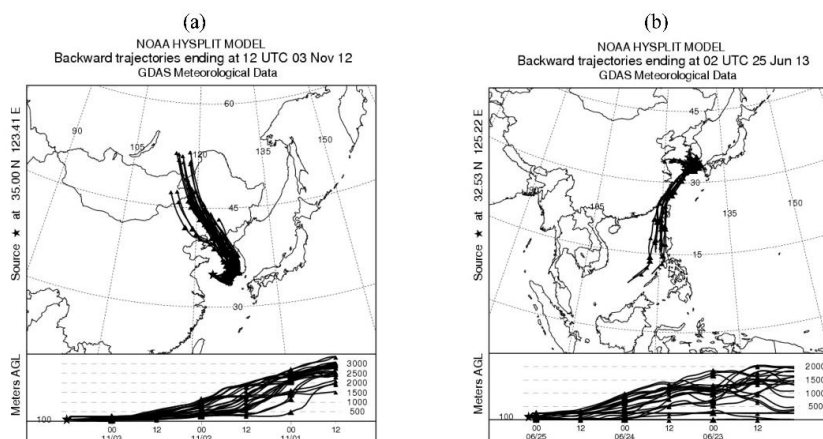 (a)
NOAA HYSPLIT MODEL
Backward trajectories ending at 12 UTC 03 Nov 12
GDAS Meteorological Data
Source ★ at 35.00 N 123.41 E
60
90
105
120
135
150
45
30
Meters AGL
3000
2500
2000
1500
1000
500
100
00 12 00 12 00 12
11/03 11/02 11/01
(b)
NOAA HYSPLIT MODEL
Backward trajectories ending at 02 UTC 25 Jun 13
GDAS Meteorological Data
Source ★ at 32.53 N 125.22 E
45
45
30
105
135
150
15
Meters AGL
2000
1500
1000
500
100
00 12 00 12 00 12
06/25 06/24 06/23